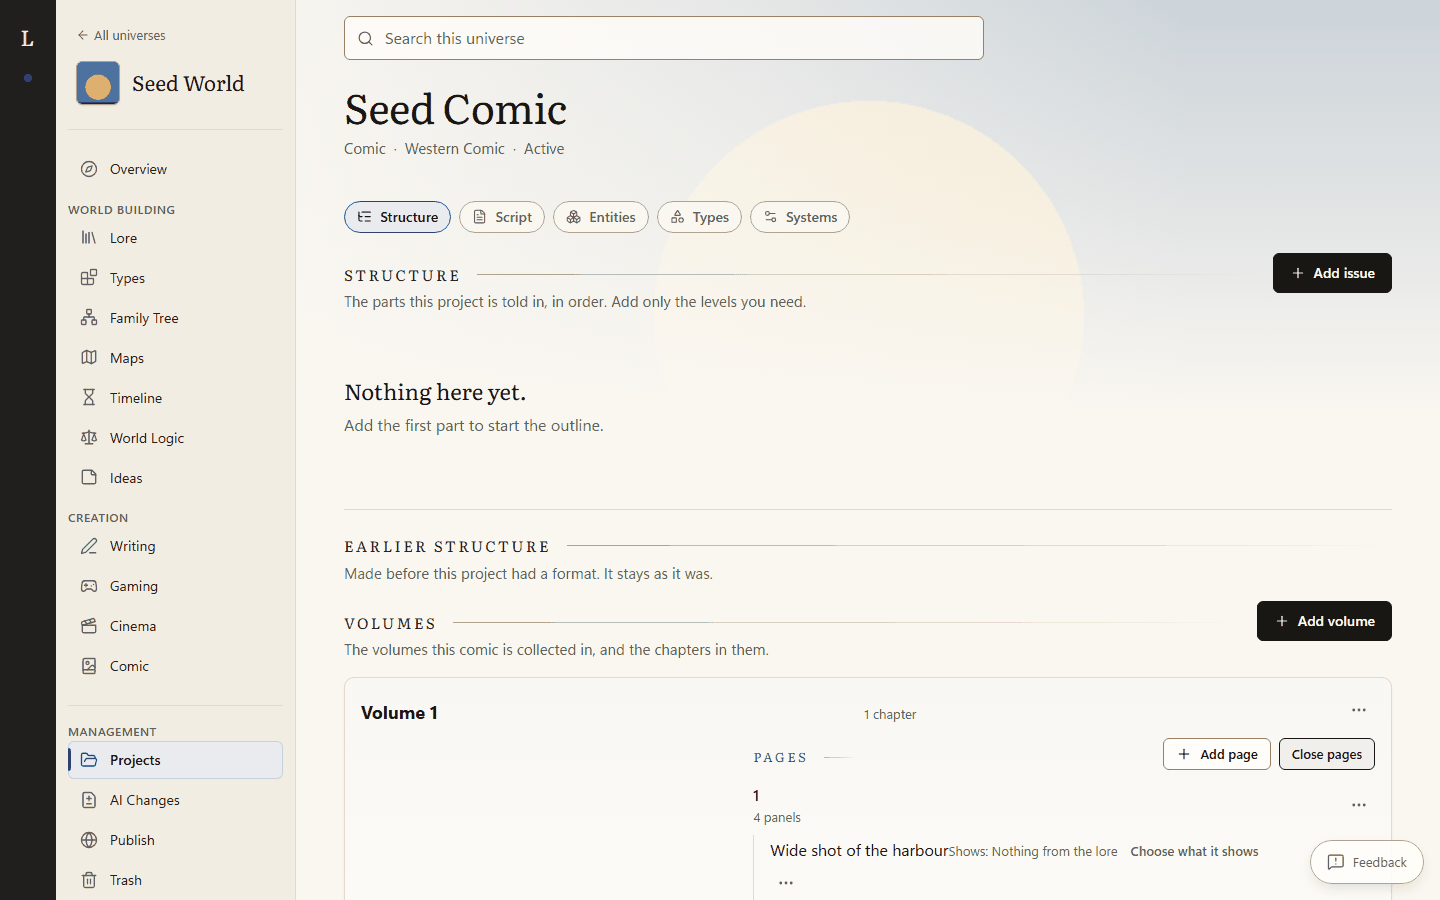 L
All universes
Seed World
Overview
WORLD BUILDING
Lore
Types
Family Tree
Maps
Timeline
World Logic
Ideas
CREATION
Writing
Gaming
Cinema
Comic
MANAGEMENT
Projects
AI Changes
Publish
Trash
Search this universe
Seed Comic
Comic · Western Comic · Active
Structure Script Entities Types Systems
STRUCTURE
Add issue
The parts this project is told in, in order. Add only the levels you need.
Nothing here yet.
Add the first part to start the outline.
EARLIER STRUCTURE
Made before this project had a format. It stays as it was.
VOLUMES
Add volume
The volumes this comic is collected in, and the chapters in them.
Volume 1 1 chapter
PAGES Add page Close pages
1
4 panels
Wide shot of the harbourShows: Nothing from the lore Choose what it shows
Feedback